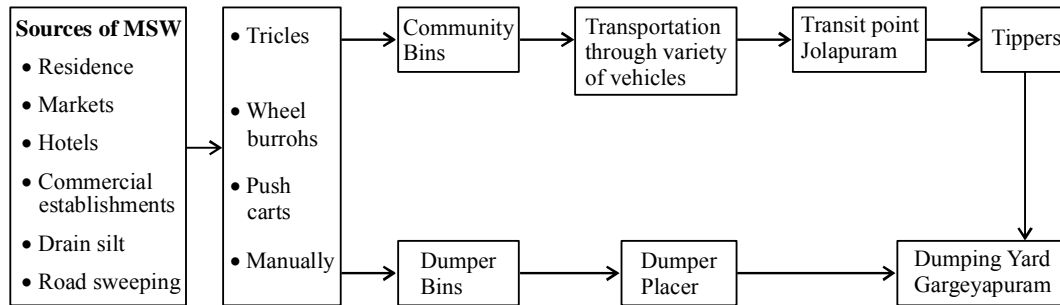 Sources of MSW
• Residence
• Markets
• Hotels
• Commercial
establishments
• Drain silt
• Road sweeping
• Tricles
• Wheel
burrohs
• Push
carts
• Manually
Community
Bins
Transportation
through variety
of vehicles
Transit point
Jolapuram
Tippers
Dumper
Bins
Dumper
Placer
Dumping Yard
Gargeyapuram